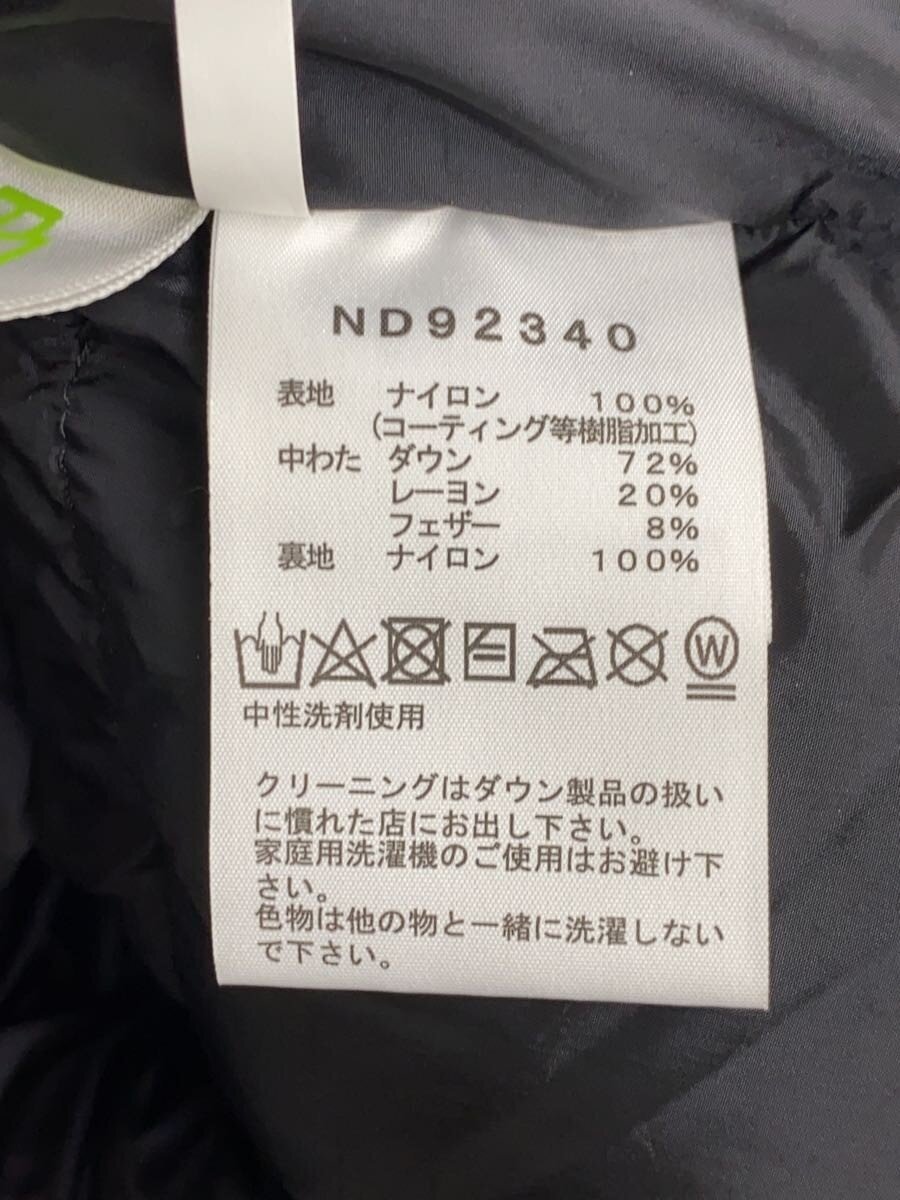 ND92340
表地 ナイロン 100%
(コーティング等樹脂加工)
中わた ダウン 72%
レーヨン 20%
フェザー 8%
裏地 ナイロン 100%
W
中性洗剤使用
クリーニングはダウン製品の扱い
に慣れた店にお出し下さい。
家庭用洗濯機のご使用はお避け下
さい。
色物は他の物と一緒に洗濯しない
で下さい。